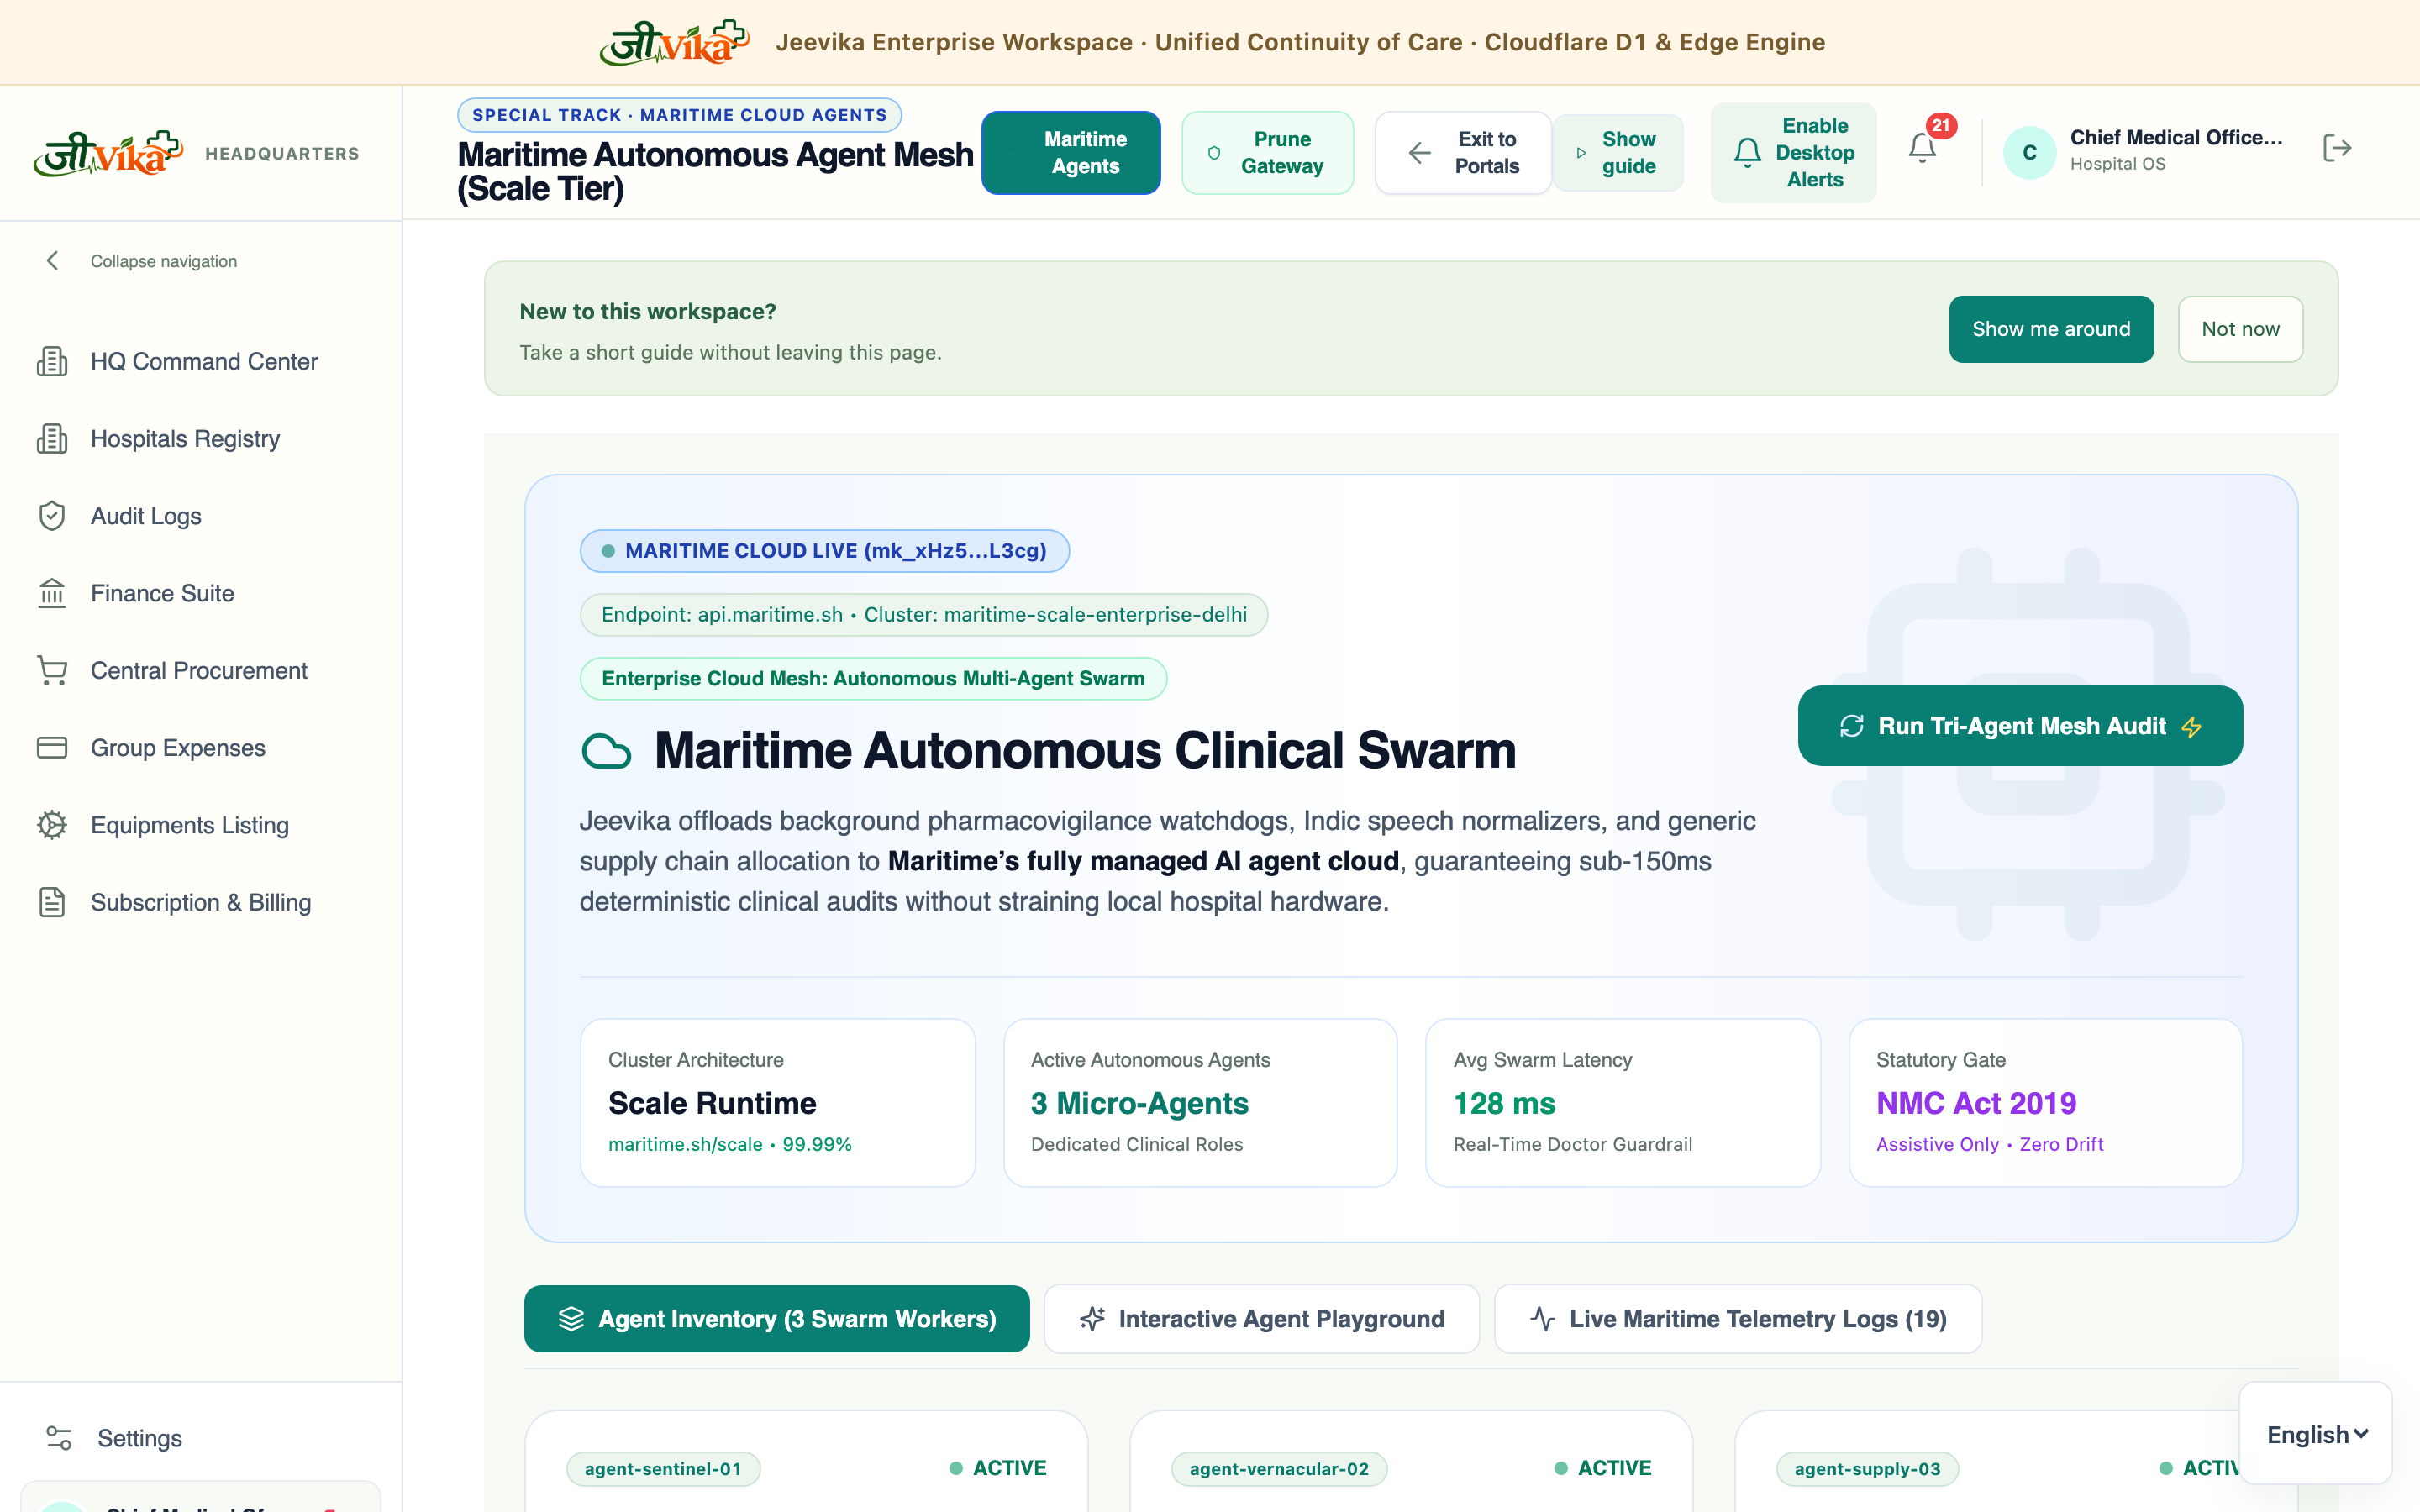 जीVika
Jeevika Enterprise Workspace · Unified Continuity of Care · Cloudflare D1 & Edge Engine
जीVika HEADQUARTERS
SPECIAL TRACK · MARITIME CLOUD AGENTS
Maritime Autonomous Agent Mesh
(Scale Tier)
Maritime
Agents
Prune
Gateway
Exit to
Portals
Show
guide
Enable
Desktop
Alerts
21
C
Chief Medical Office...
Hospital OS
Collapse navigation
HQ Command Center
Hospitals Registry
Audit Logs
Finance Suite
Central Procurement
Group Expenses
Equipments Listing
Subscription & Billing
Settings
New to this workspace?
Take a short guide without leaving this page.
Show me around
Not now
MARITIME CLOUD LIVE (mk_xHz5...L3cg)
Endpoint: api.maritime.sh • Cluster: maritime-scale-enterprise-delhi
Enterprise Cloud Mesh: Autonomous Multi-Agent Swarm
Maritime Autonomous Clinical Swarm
Run Tri-Agent Mesh Audit
Jeevika offloads background pharmacovigilance watchdogs, Indic speech normalizers, and generic
supply chain allocation to Maritime’s fully managed AI agent cloud, guaranteeing sub-150ms
deterministic clinical audits without straining local hospital hardware.
Cluster Architecture
Scale Runtime
maritime.sh/scale • 99.99%
Active Autonomous Agents
3 Micro-Agents
Dedicated Clinical Roles
Avg Swarm Latency
128 ms
Real-Time Doctor Guardrail
Statutory Gate
NMC Act 2019
Assistive Only • Zero Drift
Agent Inventory (3 Swarm Workers)
Interactive Agent Playground
Live Maritime Telemetry Logs (19)
agent-sentinel-01
ACTIVE
agent-vernacular-02
ACTIVE
agent-supply-03
English